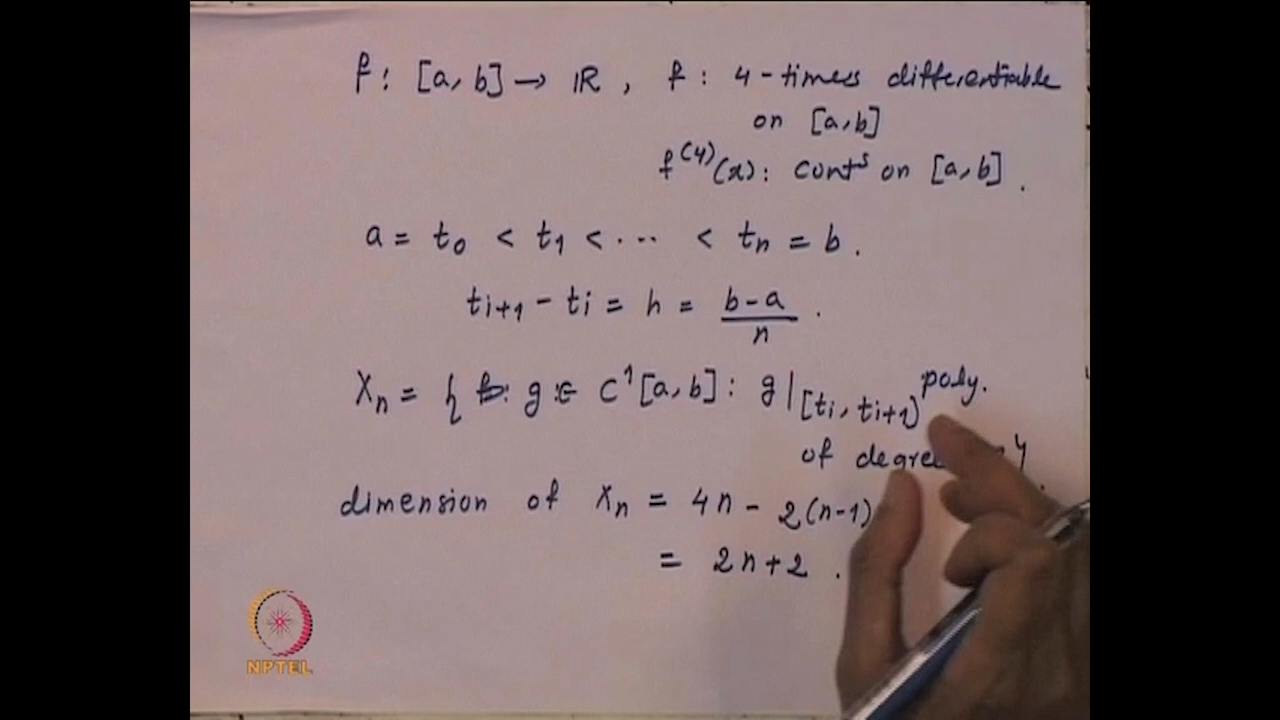 f : [a, b] → ℝ , f : 4-times differentiable
on [a, b]
f^(4)(x) : cont^s on [a, b] .
a = t₀ < t₁ < ... < tₙ = b .
tᵢ₊₁ - tᵢ = h = (b-a)/n .
Xₙ = { g ∈ C¹[a, b] : g|[tᵢ, tᵢ₊₁] poly.
of degree
dimension of Xₙ = 4n - 2(n-1)
= 2n+2 .
NPTEL